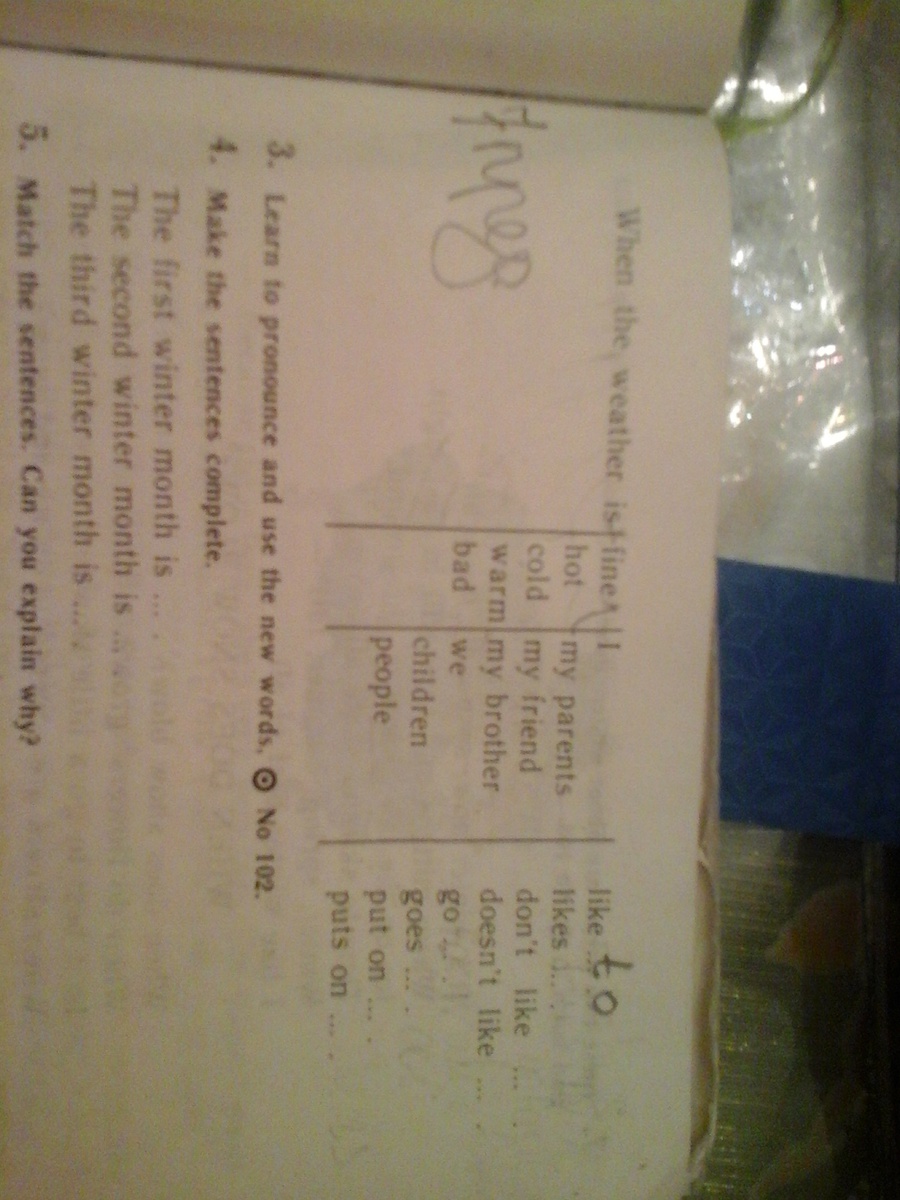 When the weather is fine, I like to
hot my parents likes ... .
cold my friend don't like ... .
warm my brother doesn't like ... .
bad we go ... .
children goes ... .
people put on ... .
puts on ... .
3. Learn to pronounce and use the new words. No 102.
4. Make the sentences complete.
The first winter month is ... .
The second winter month is ... .
The third winter month is ... .
5. Match the sentences. Can you explain why?